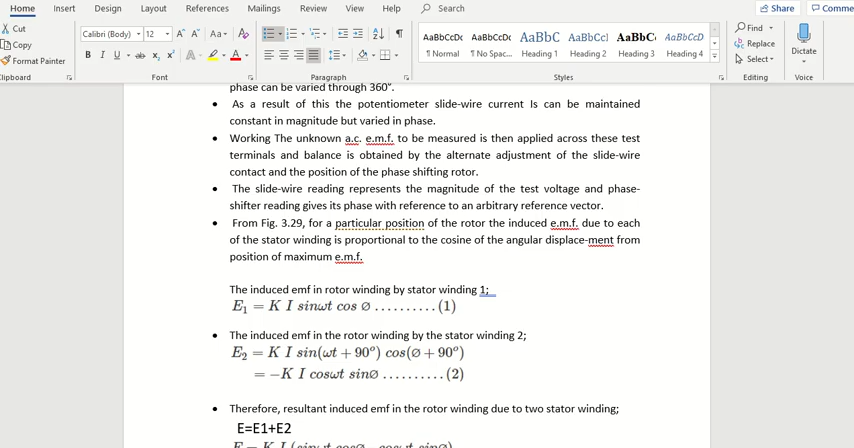 Home Insert Design Layout References Mailings Review View Help Search Share Comme
Cut
Copy
Format Painter
Clipboard
Calibri (Body) 12
Aa
B I U ab x₂ x²
Font
Paragraph
AaBbCcDc AaBbCcDc AaBbC AaBbCcl AaBbC AaBbCcD
¶ Normal ¶ No Spac... Heading 1 Heading 2 Heading 3 Heading 4
Styles
Find
Replace
Select
Editing
Dictate
Voice
phase can be varied through 360°.
• As a result of this the potentiometer slide-wire current Is can be maintained
constant in magnitude but varied in phase.
• Working The unknown a.c. e.m.f. to be measured is then applied across these test
terminals and balance is obtained by the alternate adjustment of the slide-wire
contact and the position of the phase shifting rotor.
• The slide-wire reading represents the magnitude of the test voltage and phase-
shifter reading gives its phase with reference to an arbitrary reference vector.
• From Fig. 3.29, for a particular position of the rotor the induced e.m.f. due to each
of the stator winding is proportional to the cosine of the angular displace-ment from
position of maximum e.m.f.
The induced emf in rotor winding by stator winding 1;
E₁ = K I sinωt cos ∅ .......... (1)
• The induced emf in the rotor winding by the stator winding 2;
E₂ = K I sin(ωt + 90°) cos(∅ + 90°)
= −K I cosωt sin∅ .......... (2)
• Therefore, resultant induced emf in the rotor winding due to two stator winding;
E=E1+E2